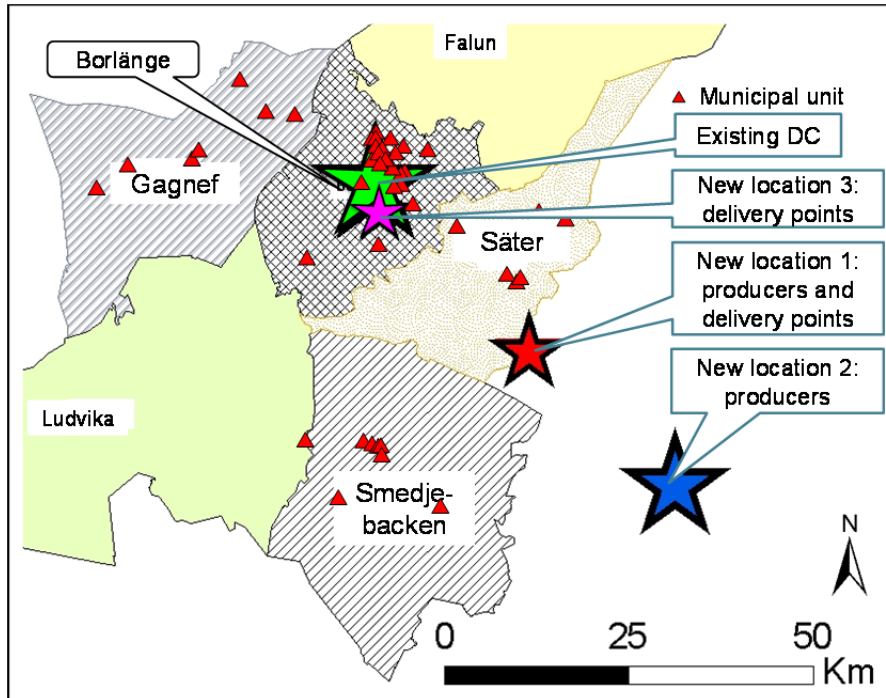 Falun
Borlänge
Municipal unit
Existing DC
Gagnef
New location 3:
delivery points
Säter
New location 1:
producers and
delivery points
New location 2:
producers
Ludvika
Smedje-
backen
N
0 25 50
Km